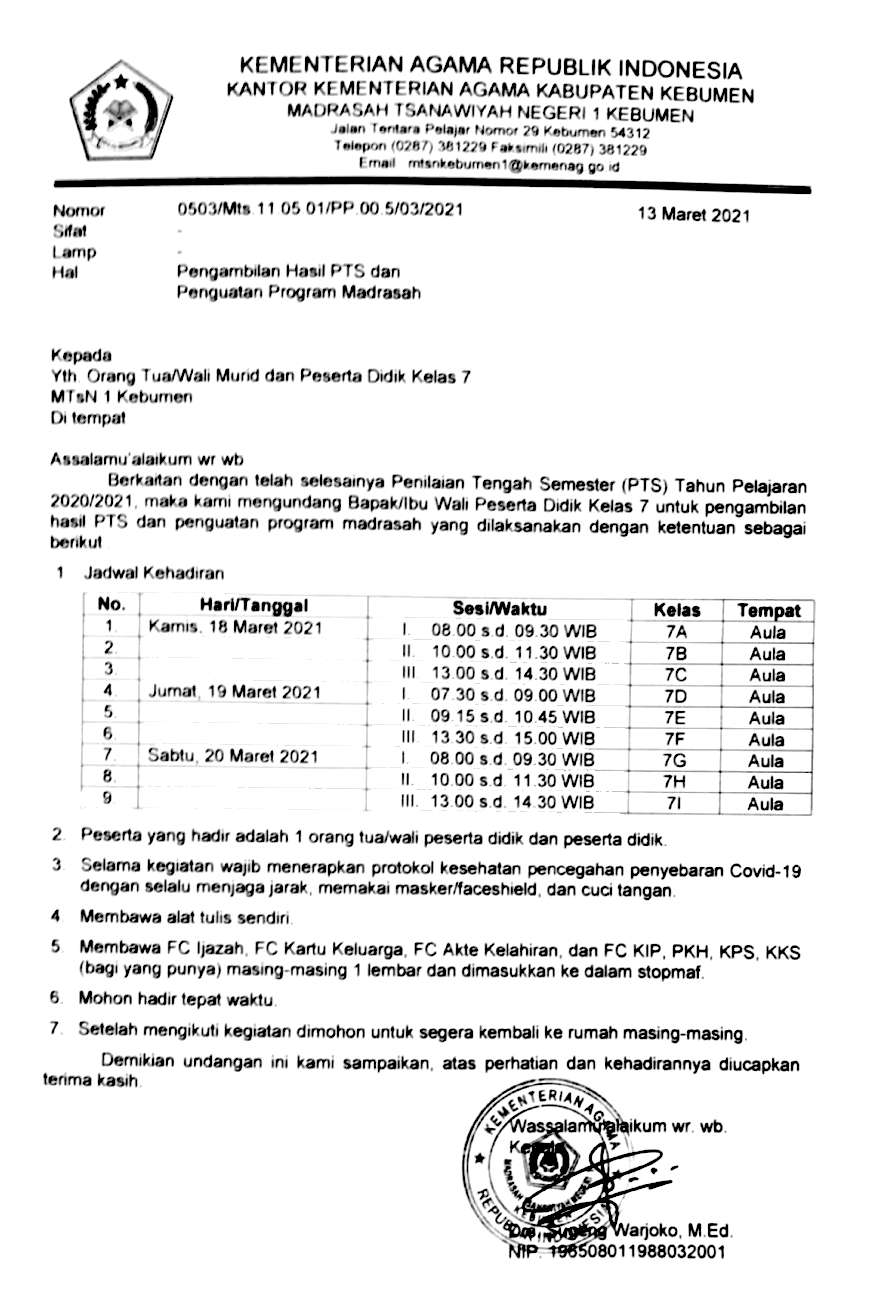 KEMENTERIAN AGAMA REPUBLIK INDONESIA
KANTOR KEMENTERIAN AGAMA KABUPATEN KEBUMEN
MADRASAH TSANAWIYAH NEGERI 1 KEBUMEN
Jalan Tentara Pelajar Nomor 29 Kebumen 54312
Telepon (0287) 381229 Faksimili (0287) 381229
Email mtsnkebumen1@kemenag go id
Nomor 0503/Mts 11 05 01/PP 00 5/03/2021 13 Maret 2021
Sifat -
Lamp -
Hal Pengambilan Hasil PTS dan
Penguatan Program Madrasah
Kepada
Yth. Orang Tua/Wali Murid dan Peserta Didik Kelas 7
MTsN 1 Kebumen
Di tempat
Assalamu'alaikum wr wb
Berkaitan dengan telah selesainya Penilaian Tengah Semester (PTS) Tahun Pelajaran
2020/2021, maka kami mengundang Bapak/Ibu Wali Peserta Didik Kelas 7 untuk pengambilan
hasil PTS dan penguatan program madrasah yang dilaksanakan dengan ketentuan sebagai
berikut
1 Jadwal Kehadiran
No. Hari/Tanggal Sesi/Waktu Kelas Tempat
1. Kamis, 18 Maret 2021 I. 08.00 s.d. 09.30 WIB 7A Aula
2. II. 10.00 s.d. 11.30 WIB 7B Aula
3. III 13.00 s.d. 14.30 WIB 7C Aula
4. Jumat, 19 Maret 2021 I. 07.30 s.d. 09.00 WIB 7D Aula
5. II. 09.15 s.d. 10.45 WIB 7E Aula
6. III. 13.30 s.d. 15.00 WIB 7F Aula
7. Sabtu, 20 Maret 2021 I. 08.00 s.d. 09.30 WIB 7G Aula
8. II. 10.00 s.d. 11.30 WIB 7H Aula
9 III. 13.00 s.d. 14.30 WIB 7I Aula
2. Peserta yang hadir adalah 1 orang tua/wali peserta didik dan peserta didik.
3. Selama kegiatan wajib menerapkan protokol kesehatan pencegahan penyebaran Covid-19
dengan selalu menjaga jarak, memakai masker/faceshield, dan cuci tangan.
4 Membawa alat tulis sendiri.
5. Membawa FC Ijazah, FC Kartu Keluarga, FC Akte Kelahiran, dan FC KIP, PKH, KPS, KKS
(bagi yang punya) masing-masing 1 lembar dan dimasukkan ke dalam stopmaf.
6. Mohon hadir tepat waktu.
7. Setelah mengikuti kegiatan dimohon untuk segera kembali ke rumah masing-masing.
Demikian undangan ini kami sampaikan, atas perhatian dan kehadirannya diucapkan
terima kasih.
Wassalamu'alaikum wr. wb.
Kepala
KEMENTERIAN AGAMA
MADRASAH TSANAWIYAH NEGERI 1
KEBUMEN
REPUBLIK INDONESIA
Drs. Sugeng Warjoko, M.Ed.
NIP. 196508011988032001